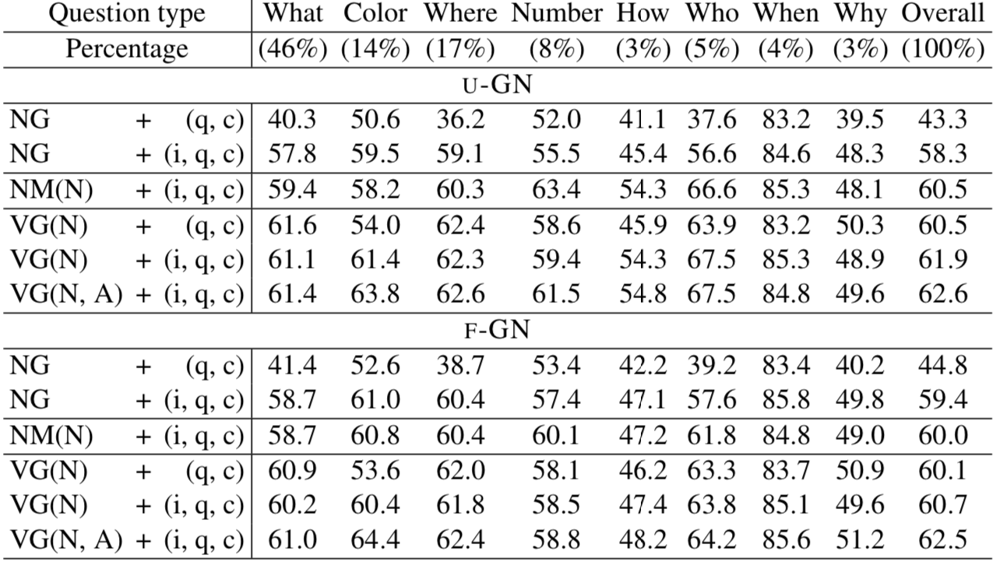 Question type What Color Where Number How Who When Why Overall
Percentage (46%) (14%) (17%) (8%) (3%) (5%) (4%) (3%) (100%)
U-GN
NG + (q, c) 40.3 50.6 36.2 52.0 41.1 37.6 83.2 39.5 43.3
NG + (i, q, c) 57.8 59.5 59.1 55.5 45.4 56.6 84.6 48.3 58.3
NM(N) + (i, q, c) 59.4 58.2 60.3 63.4 54.3 66.6 85.3 48.1 60.5
VG(N) + (q, c) 61.6 54.0 62.4 58.6 45.9 63.9 83.2 50.3 60.5
VG(N) + (i, q, c) 61.1 61.4 62.3 59.4 54.3 67.5 85.3 48.9 61.9
VG(N, A) + (i, q, c) 61.4 63.8 62.6 61.5 54.8 67.5 84.8 49.6 62.6
F-GN
NG + (q, c) 41.4 52.6 38.7 53.4 42.2 39.2 83.4 40.2 44.8
NG + (i, q, c) 58.7 61.0 60.4 57.4 47.1 57.6 85.8 49.8 59.4
NM(N) + (i, q, c) 58.7 60.8 60.4 60.1 47.2 61.8 84.8 49.0 60.0
VG(N) + (q, c) 60.9 53.6 62.0 58.1 46.2 63.3 83.7 50.9 60.1
VG(N) + (i, q, c) 60.2 60.4 61.8 58.5 47.4 63.8 85.1 49.6 60.7
VG(N, A) + (i, q, c) 61.0 64.4 62.4 58.8 48.2 64.2 85.6 51.2 62.5